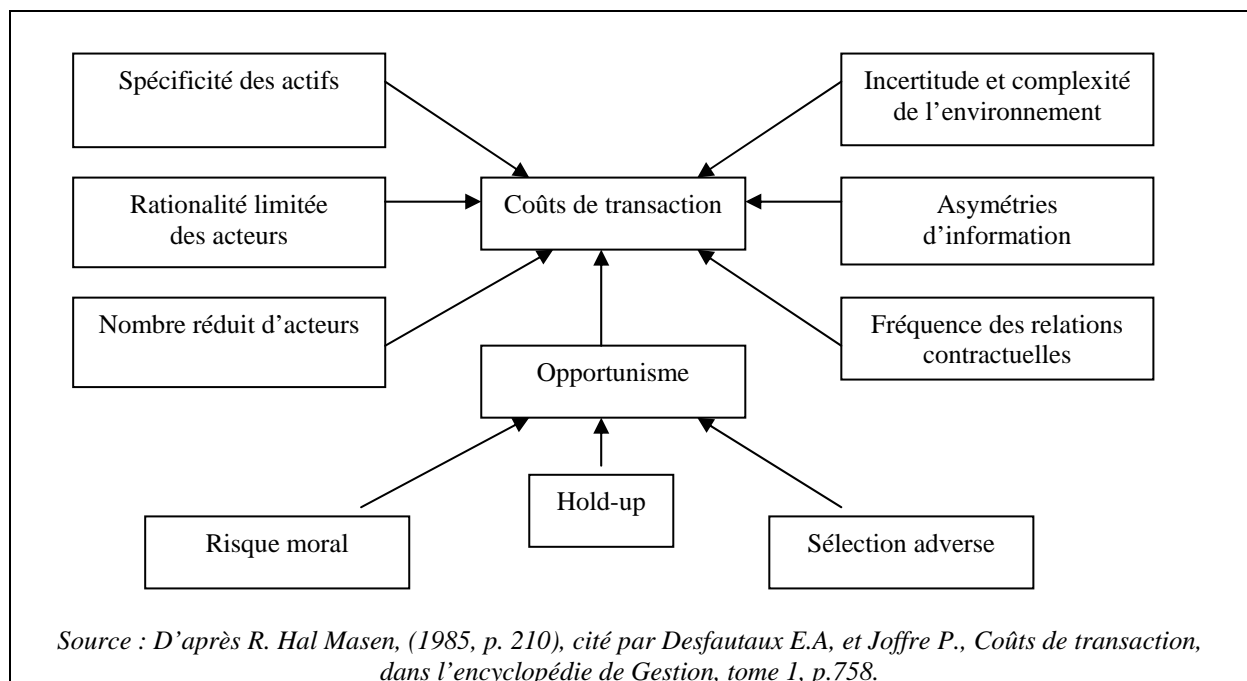 Spécificité des actifs
Incertitude et complexité
de l'environnement
Rationalité limitée
des acteurs
Coûts de transaction
Asymétries
d'information
Nombre réduit d'acteurs
Fréquence des relations
contractuelles
Opportunisme
Hold-up
Risque moral
Sélection adverse
Source : D'après R. Hal Masen, (1985, p. 210), cité par Desfautaux E.A, et Joffre P., Coûts de transaction,
dans l'encyclopédie de Gestion, tome 1, p.758.